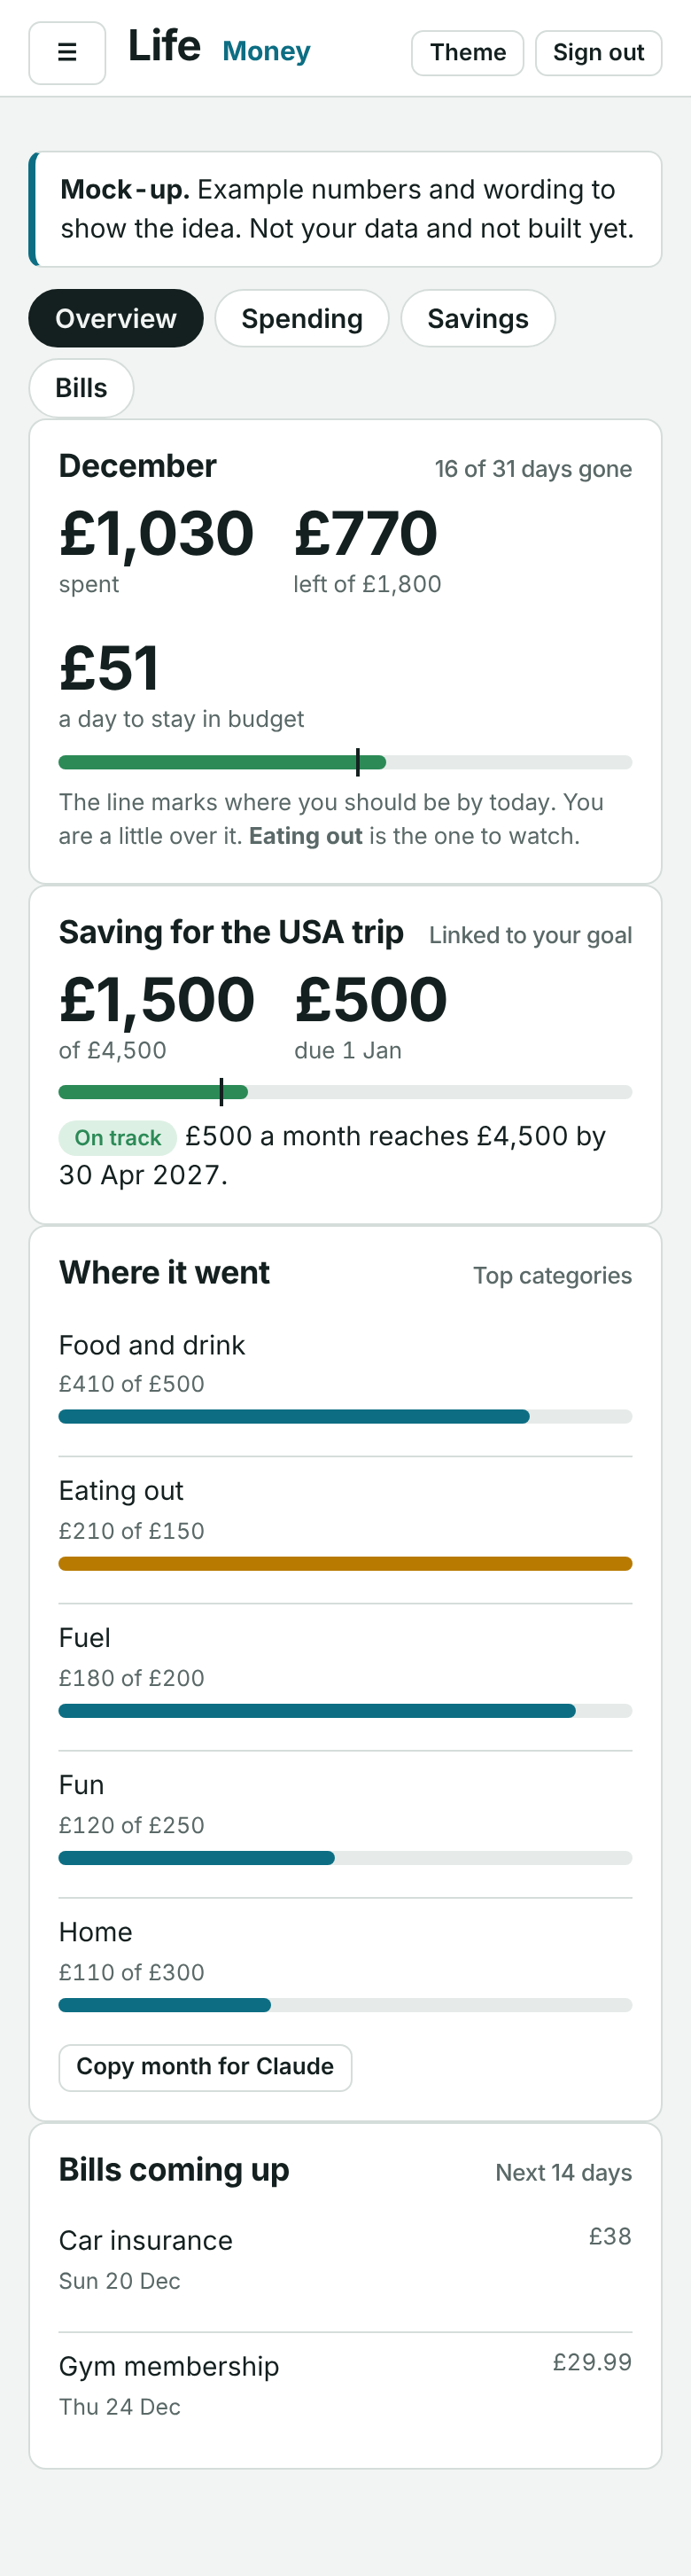 ☰ Life Money Theme Sign out
Mock-up. Example numbers and wording to
show the idea. Not your data and not built yet.
Overview Spending Savings
Bills
December 16 of 31 days gone
£1,030 £770
spent left of £1,800
£51
a day to stay in budget
The line marks where you should be by today. You
are a little over it. Eating out is the one to watch.
Saving for the USA trip Linked to your goal
£1,500 £500
of £4,500 due 1 Jan
On track £500 a month reaches £4,500 by
30 Apr 2027.
Where it went Top categories
Food and drink
£410 of £500
Eating out
£210 of £150
Fuel
£180 of £200
Fun
£120 of £250
Home
£110 of £300
Copy month for Claude
Bills coming up Next 14 days
Car insurance £38
Sun 20 Dec
Gym membership £29.99
Thu 24 Dec